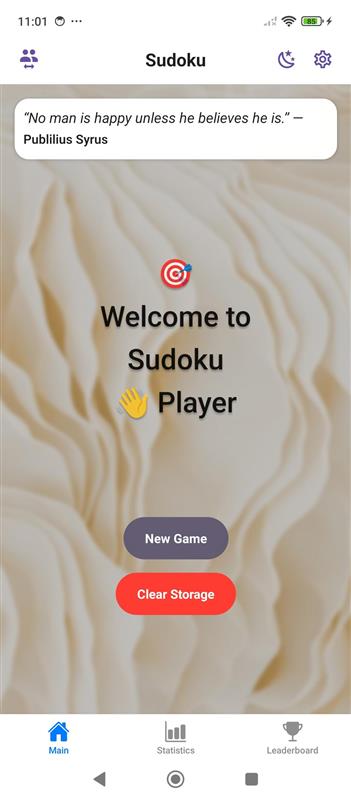 11:01
85
Sudoku
“No man is happy unless he believes he is.” —
Publilius Syrus
Welcome to
Sudoku
Player
New Game
Clear Storage
Main
Statistics
Leaderboard